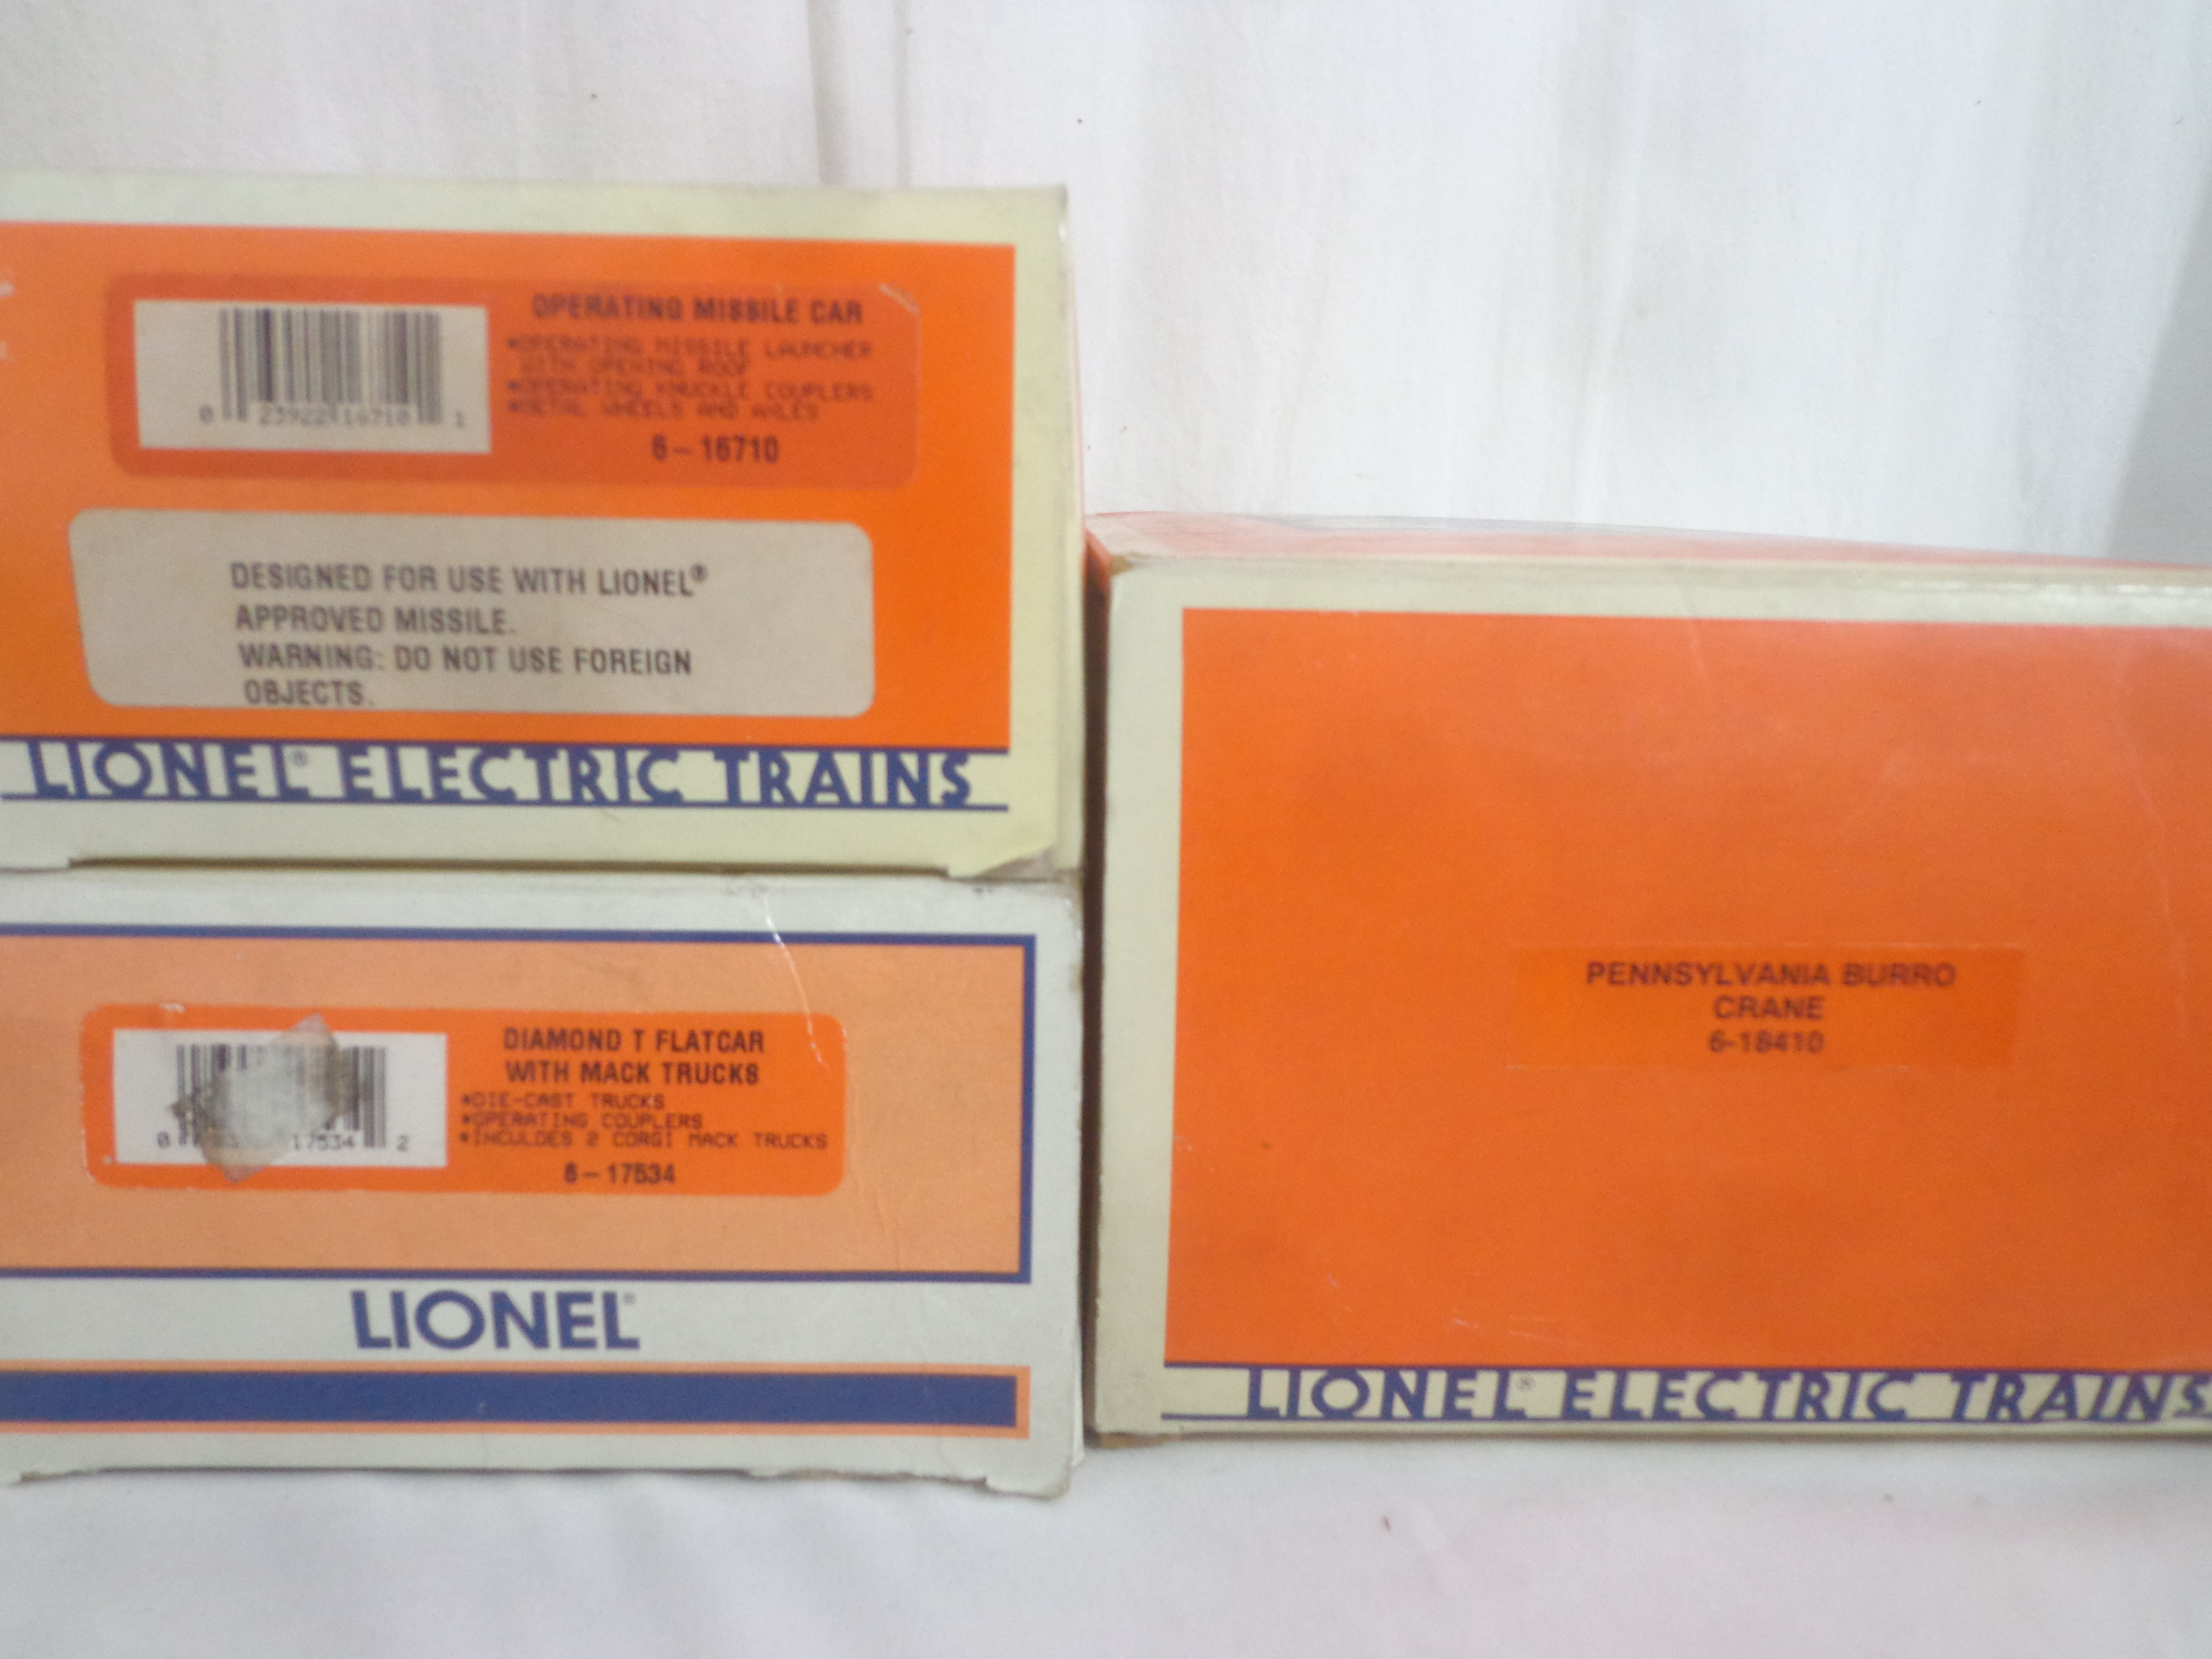 OPERATING MISSILE CAR
*OPERATING MISSILE LAUNCHER
WITH OPENING ROOF
*OPERATING KNUCKLE COUPLERS
*METAL WHEELS AND AXLES
0 23922 16710 1
6-16710
DESIGNED FOR USE WITH LIONEL®
APPROVED MISSILE.
WARNING: DO NOT USE FOREIGN
OBJECTS.
LIONEL® ELECTRIC TRAINS
DIAMOND T FLATCAR
WITH MACK TRUCKS
*DIE-CAST TRUCKS
*OPERATING COUPLERS
*INCULDES 2 CORGI MACK TRUCKS
0 17534 2
6-17534
LIONEL®
PENNSYLVANIA BURRO
CRANE
6-18410
LIONEL® ELECTRIC TRAINS